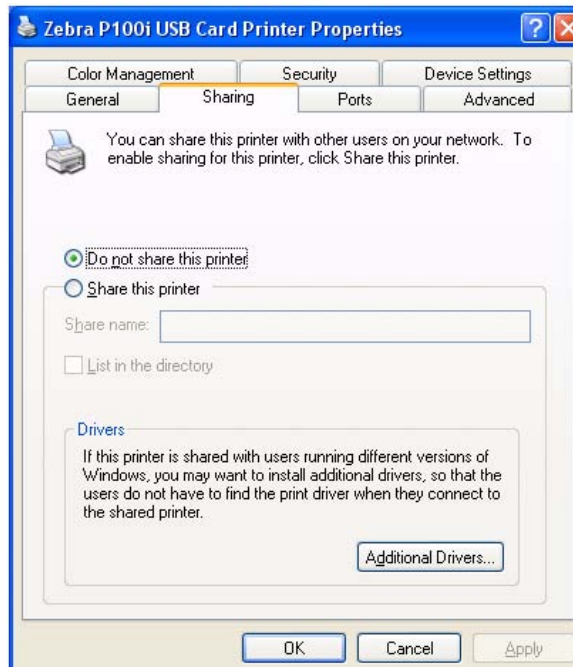 Zebra P100i USB Card Printer Properties
Color Management Security Device Settings
General Sharing Ports Advanced
You can share this printer with other users on your network. To
enable sharing for this printer, click Share this printer.
Do not share this printer
Share this printer
Share name:
List in the directory
Drivers
If this printer is shared with users running different versions of
Windows, you may want to install additional drivers, so that the
users do not have to find the print driver when they connect to
the shared printer.
Additional Drivers...
OK Cancel Apply